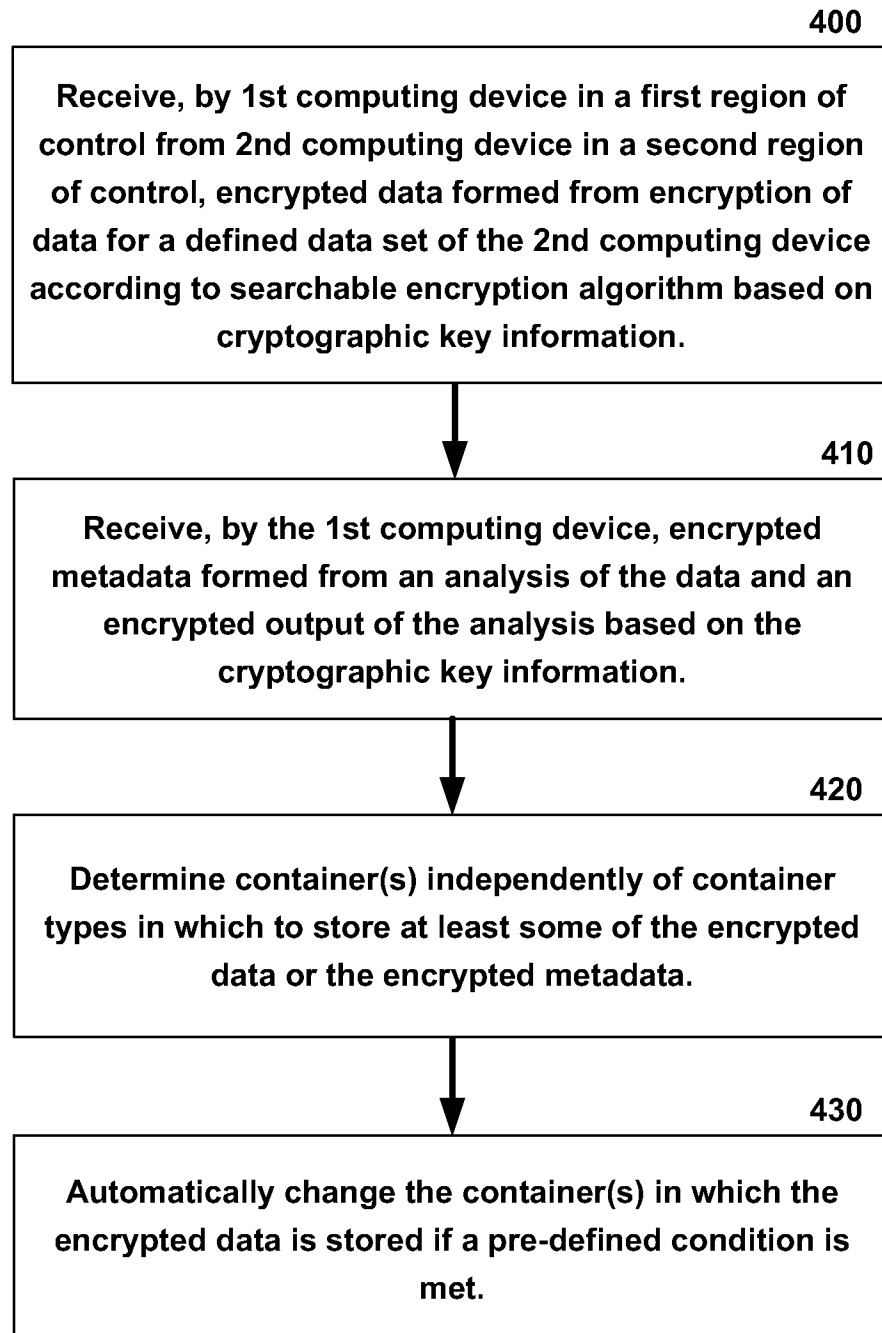 400
Receive, by 1st computing device in a first region of
control from 2nd computing device in a second region
of control, encrypted data formed from encryption of
data for a defined data set of the 2nd computing device
according to searchable encryption algorithm based on
cryptographic key information.
410
Receive, by the 1st computing device, encrypted
metadata formed from an analysis of the data and an
encrypted output of the analysis based on the
cryptographic key information.
420
Determine container(s) independently of container
types in which to store at least some of the encrypted
data or the encrypted metadata.
430
Automatically change the container(s) in which the
encrypted data is stored if a pre-defined condition is
met.